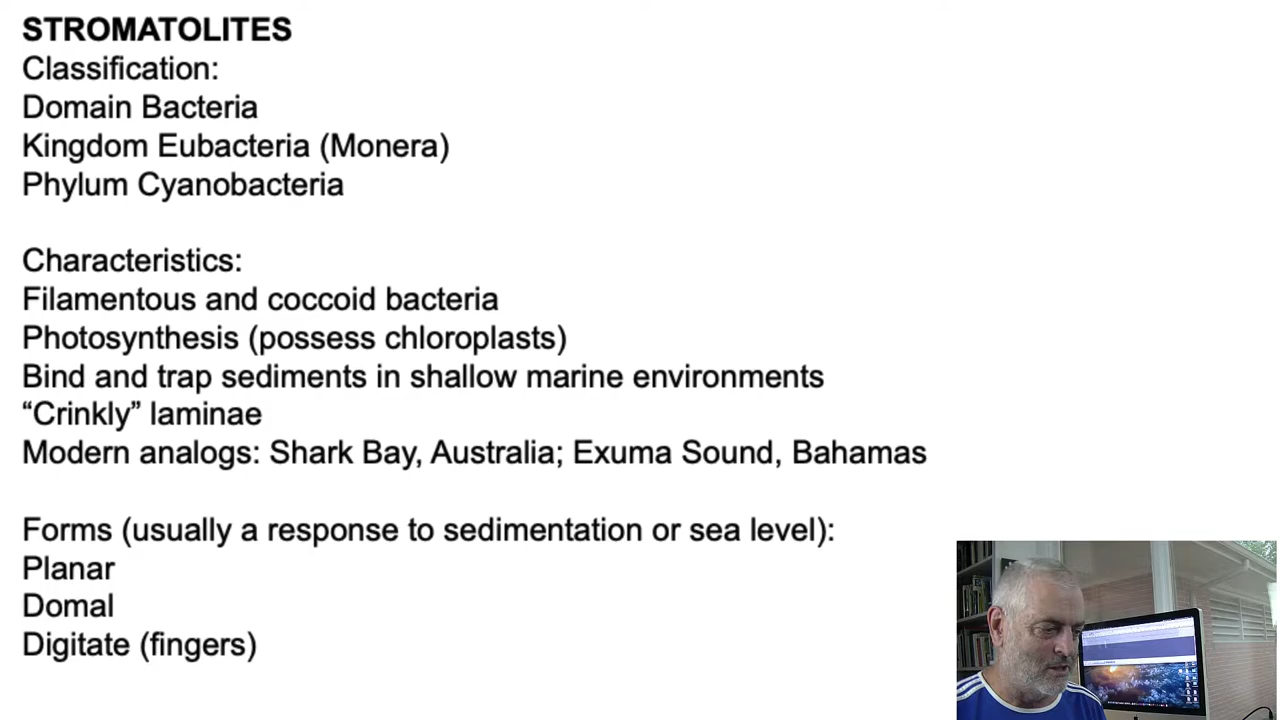 STROMATOLITES
Classification:
Domain Bacteria
Kingdom Eubacteria (Monera)
Phylum Cyanobacteria
Characteristics:
Filamentous and coccoid bacteria
Photosynthesis (possess chloroplasts)
Bind and trap sediments in shallow marine environments
“Crinkly” laminae
Modern analogs: Shark Bay, Australia; Exuma Sound, Bahamas
Forms (usually a response to sedimentation or sea level):
Planar
Domal
Digitate (fingers)